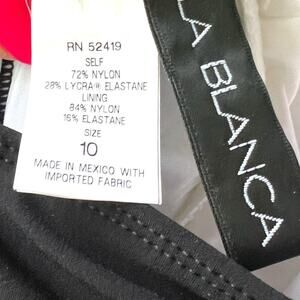 RN 52419
SELF
72% NYLON
28% LYCRA® ELASTANE
LINING
84% NYLON
16% ELASTANE
SIZE
10
MADE IN MEXICO WITH
IMPORTED FABRIC
LA BLANCA